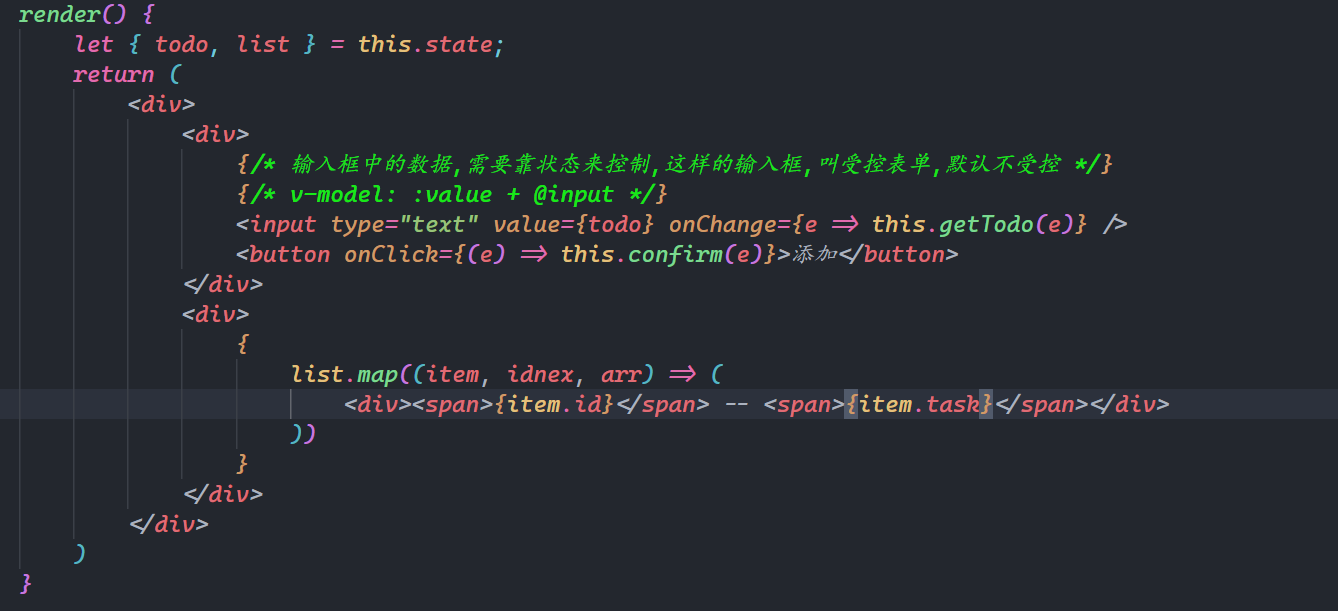 render() {
let { todo, list } = this.state;
return (
<div>
<div>
{/* 输入框中的数据,需要靠状态来控制,这样的输入框,叫受控表单,默认不受控 */}
{/* v-model: :value + @input */}
<input type="text" value={todo} onChange={e => this.getTodo(e)} />
<button onClick={(e) => this.confirm(e)}>添加</button>
</div>
<div>
{
list.map((item, idnex, arr) => (
<div><span>{item.id}</span> -- <span>{item.task}</span></div>
))
}
</div>
</div>
)
}